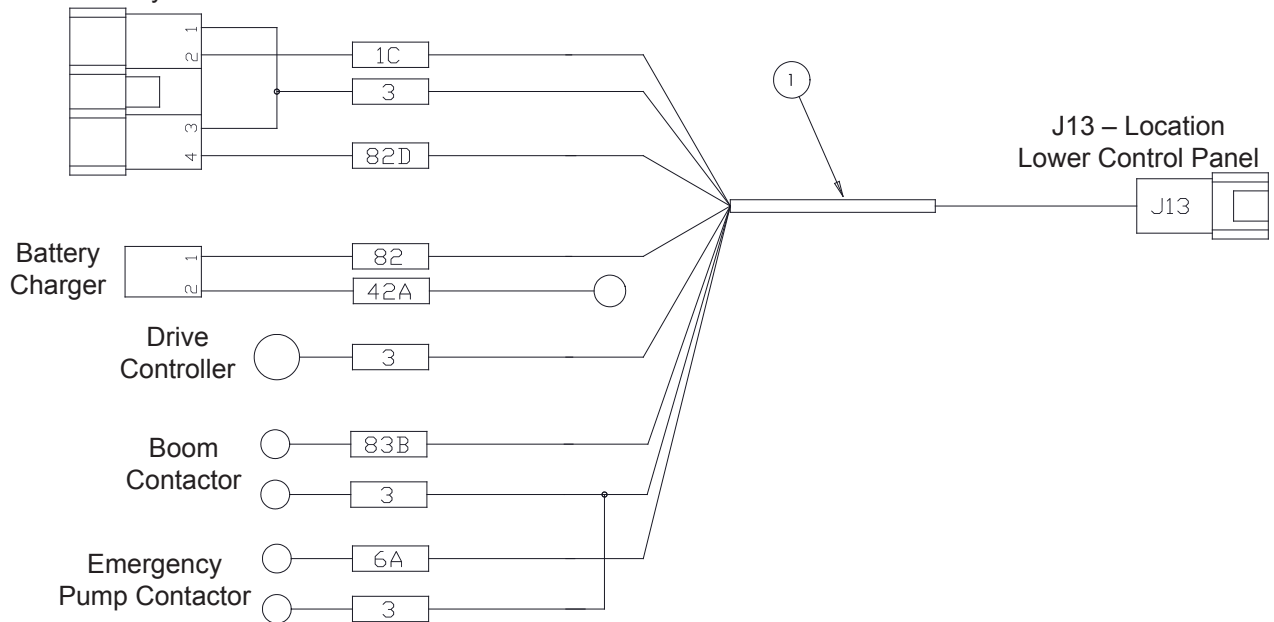 1
2
1C
3
3
4
82D
1
J13 – Location
Lower Control Panel
J13
Battery
Charger
1
2
82
42A
Drive
Controller
3
Boom
Contactor
83B
3
Emergency
Pump Contactor
6A
3